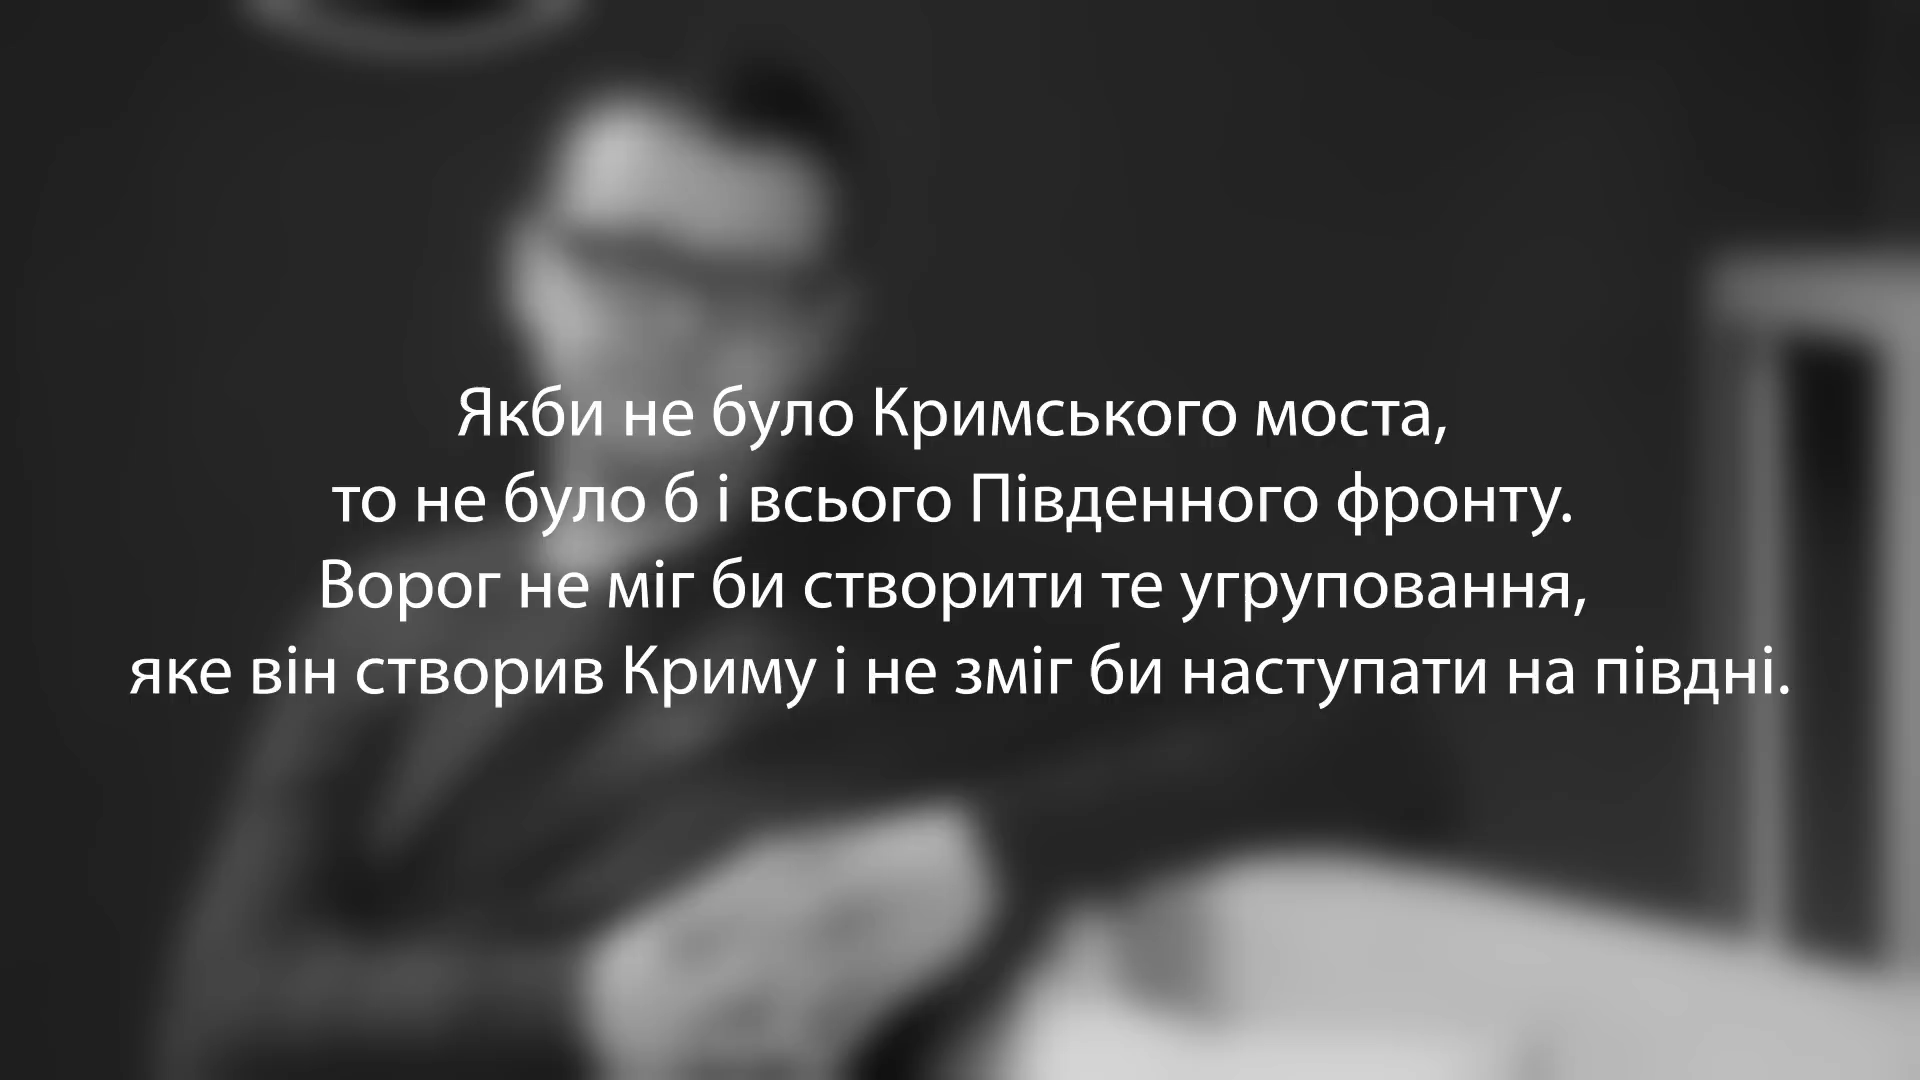 Якби не було Кримського моста,
то не було б і всього Південного фронту.
Ворог не міг би створити те угруповання,
яке він створив Криму і не зміг би наступати на півдні.